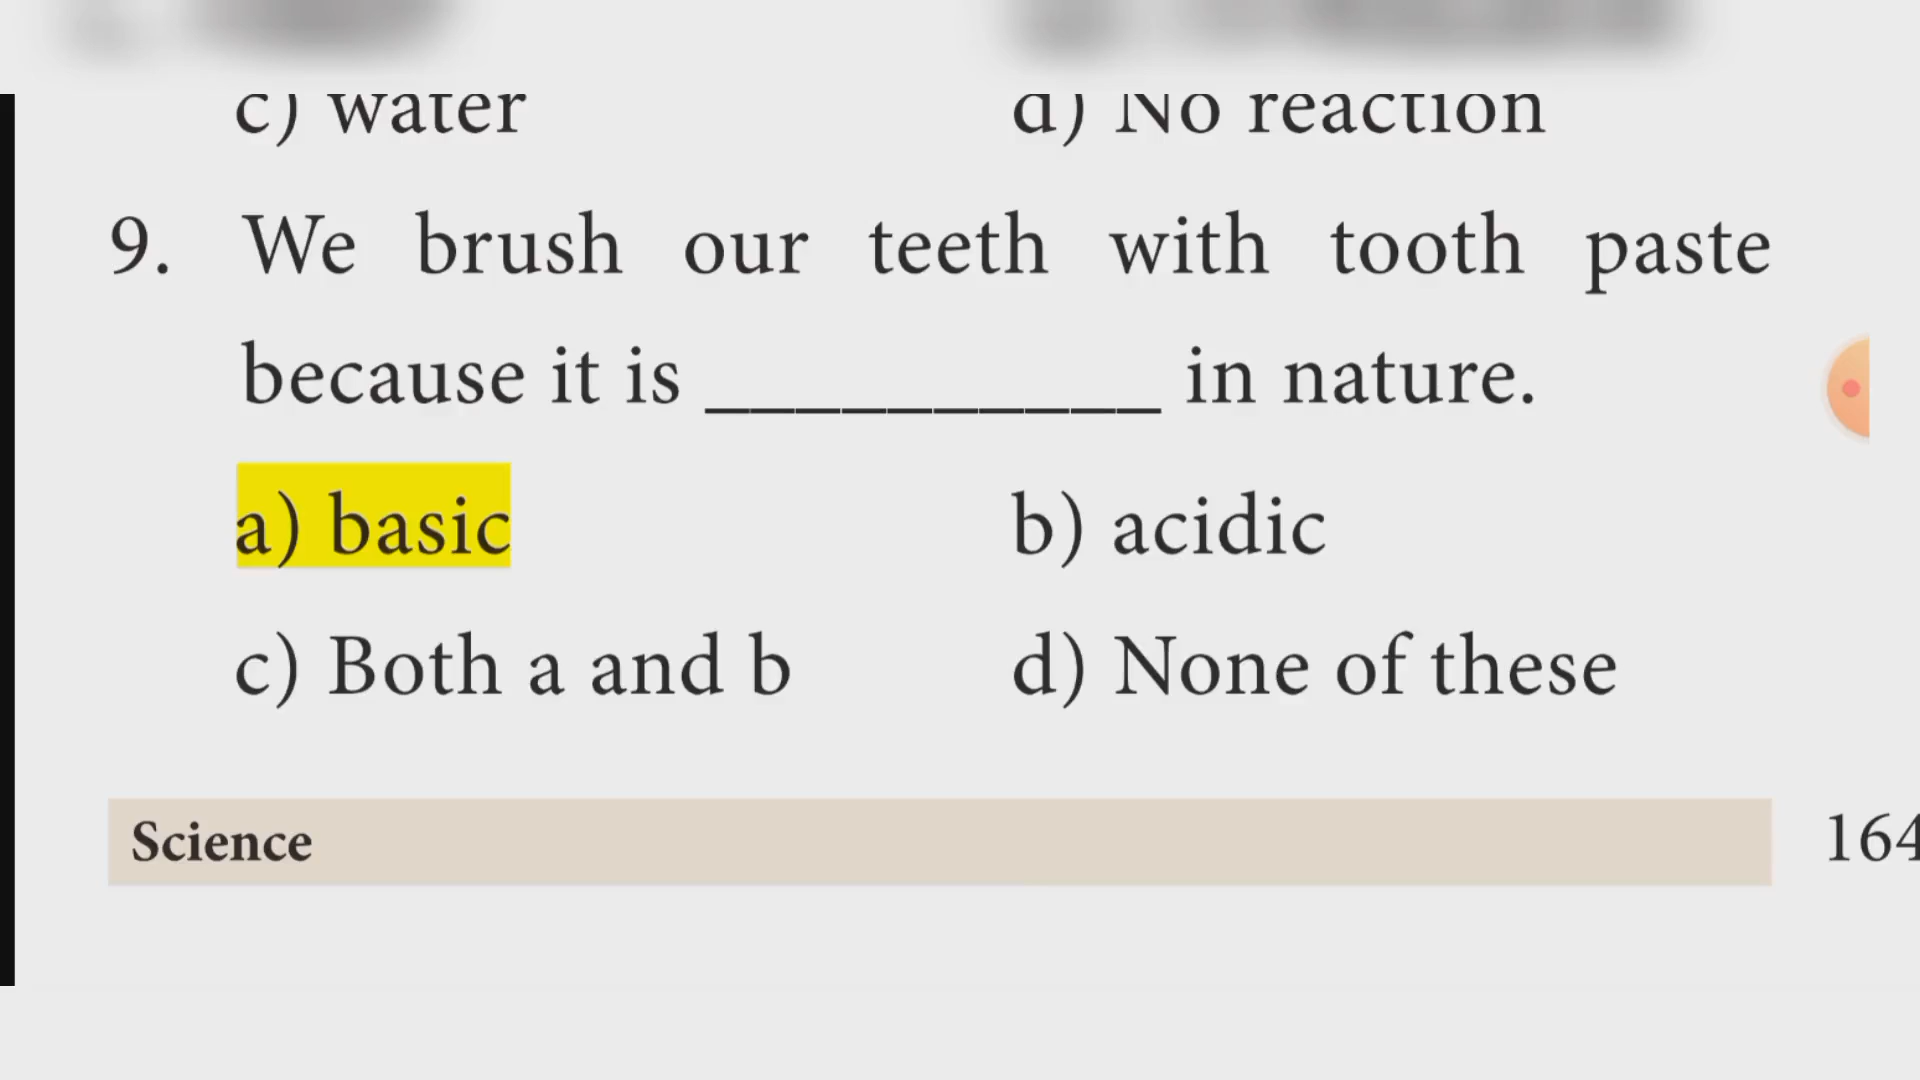 c) water d) No reaction
9. We brush our teeth with tooth paste
because it is __________ in nature.
a) basic b) acidic
c) Both a and b d) None of these
Science 164